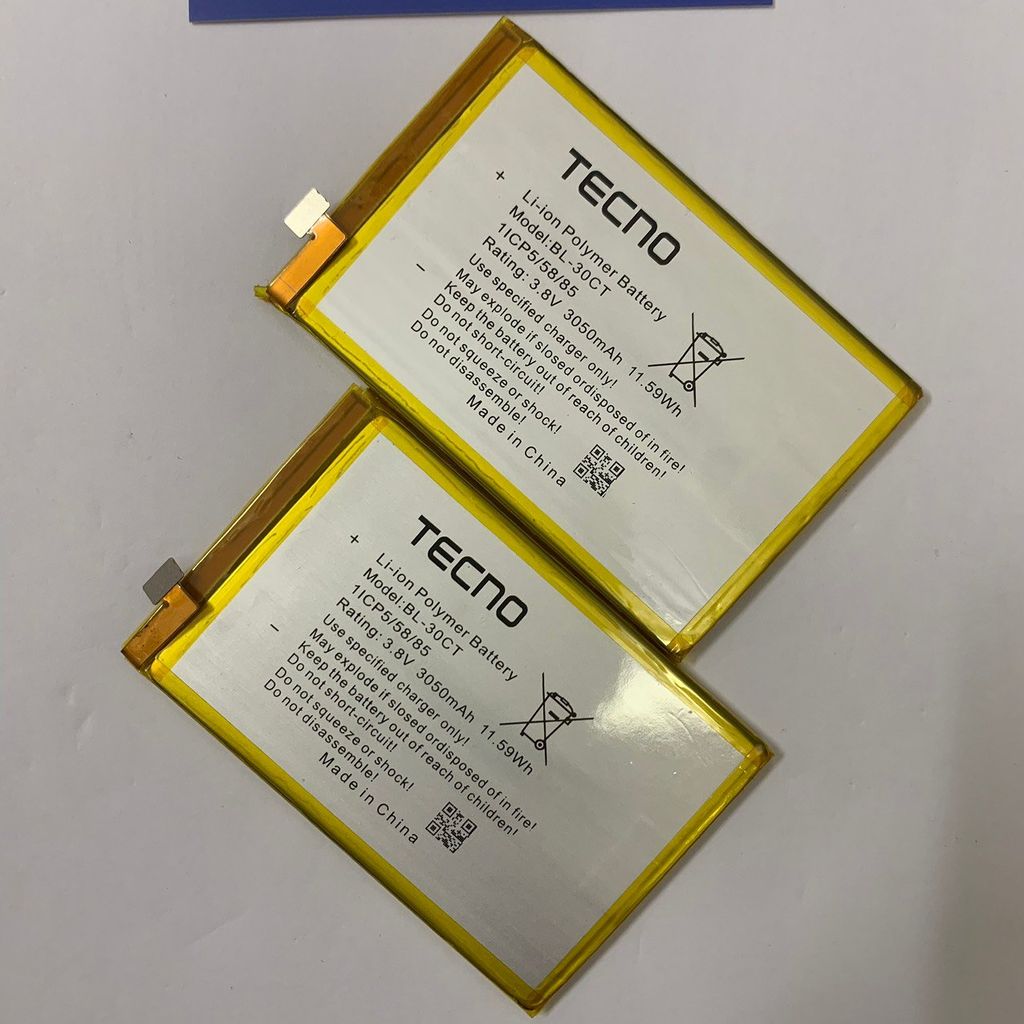 TECNO
+
Li-ion Polymer Battery
Model:BL-30CT
1ICP5/58/85
Rating: 3.8V 3050mAh 11.59Wh
-
Use specified charger only!
May explode if slosed ordisposed of in fire!
Keep the battery out of reach of children!
Do not short-circuit!
Do not squeeze or shock!
Do not disassemble!
Made in China
TECNO
+
Li-ion Polymer Battery
Model:BL-30CT
1ICP5/58/85
Rating: 3.8V 3050mAh 11.59Wh
-
Use specified charger only!
May explode if slosed ordisposed of in fire!
Keep the battery out of reach of children!
Do not short-circuit!
Do not squeeze or shock!
Do not disassemble!
Made in China